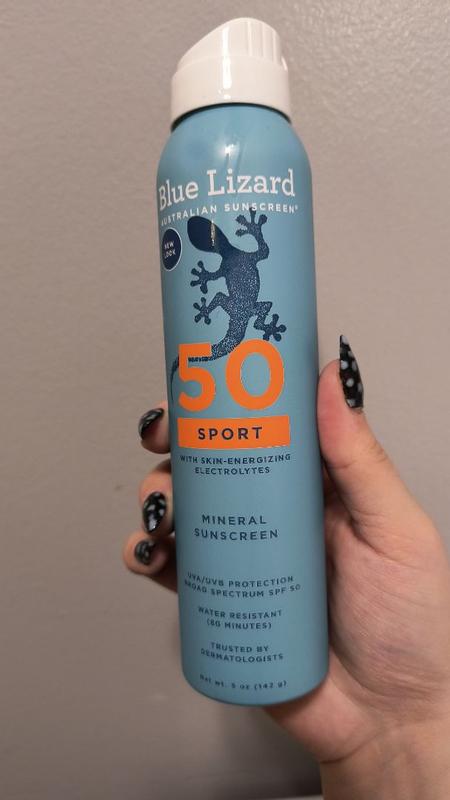 Blue Lizard
AUSTRALIAN SUNSCREEN®
NEW
LOOK
50
SPORT
WITH SKIN-ENERGIZING
ELECTROLYTES
MINERAL
SUNSCREEN
UVA/UVB PROTECTION
BROAD SPECTRUM SPF 50
WATER RESISTANT
(80 MINUTES)
TRUSTED BY
DERMATOLOGISTS
Net wt. 5 oz (142 g)